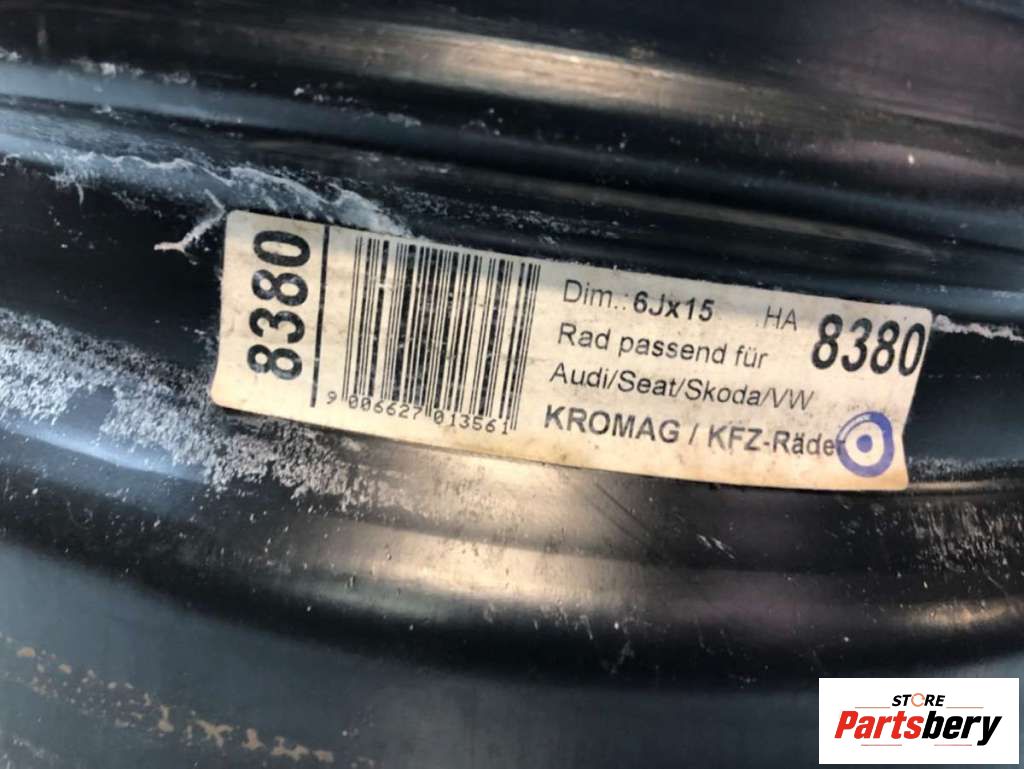 8380
9 006627 013561
Dim.: 6Jx15 HA 8380
Rad passend für
Audi/Seat/Skoda/VW
KROMAG / KFZ-Räder
STORE
Partsbery